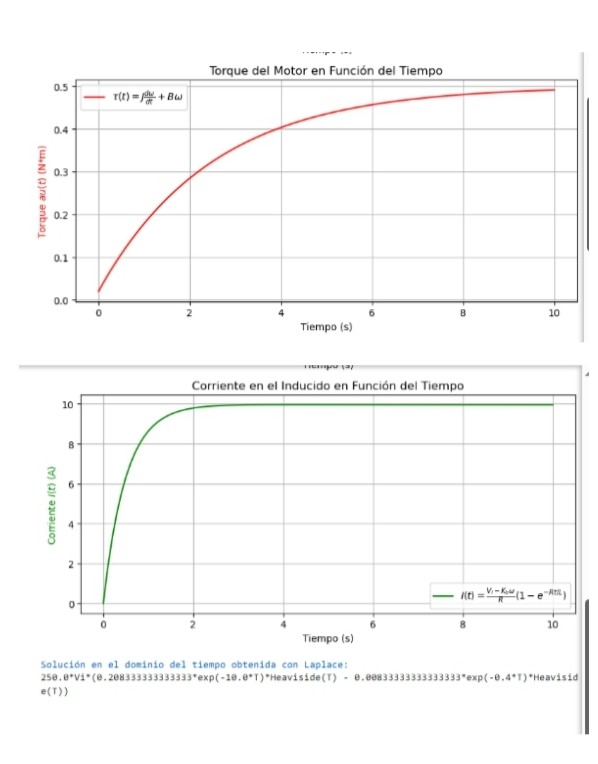 Torque del Motor en Función del Tiempo
0.5
τ(t) = J dω/dt + Bω
0.4
0.3
0.2
0.1
0.0
Torque au(t) (N*m)
0 2 4 6 8 10
Tiempo (s)
Corriente en el Inducido en Función del Tiempo
10
8
6
4
2
0
Corriente I(t) (A)
I(t) = (1 − e
0 2 4 6 8 10
Tiempo (s)
Solución en el dominio del tiempo obtenida con Laplace:
250.0*Vi*(0.208333333333333*exp(-10.0*T)*Heaviside(T) - 0.00833333333333333*exp(-0.4*T)*Heavisid
e(T))